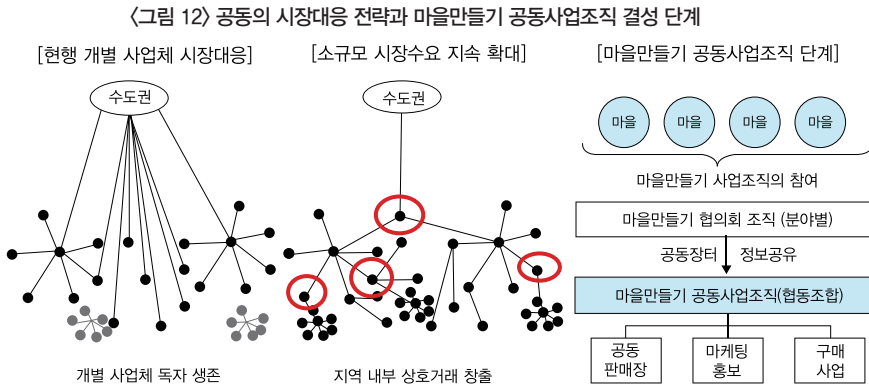 <그림 12> 공동의 시장대응 전략과 마을만들기 공동사업조직 결성 단계
[현행 개별 사업체 시장대응]
수도권
개별 사업체 독자 생존
[소규모 시장수요 지속 확대]
수도권
지역 내부 상호거래 창출
[마을만들기 공동사업조직 단계]
마을 마을 마을 마을
마을만들기 사업조직의 참여
마을만들기 협의회 조직 (분야별)
공동장터 정보공유
마을만들기 공동사업조직(협동조합)
공동
판매장
마케팅
홍보
구매
사업